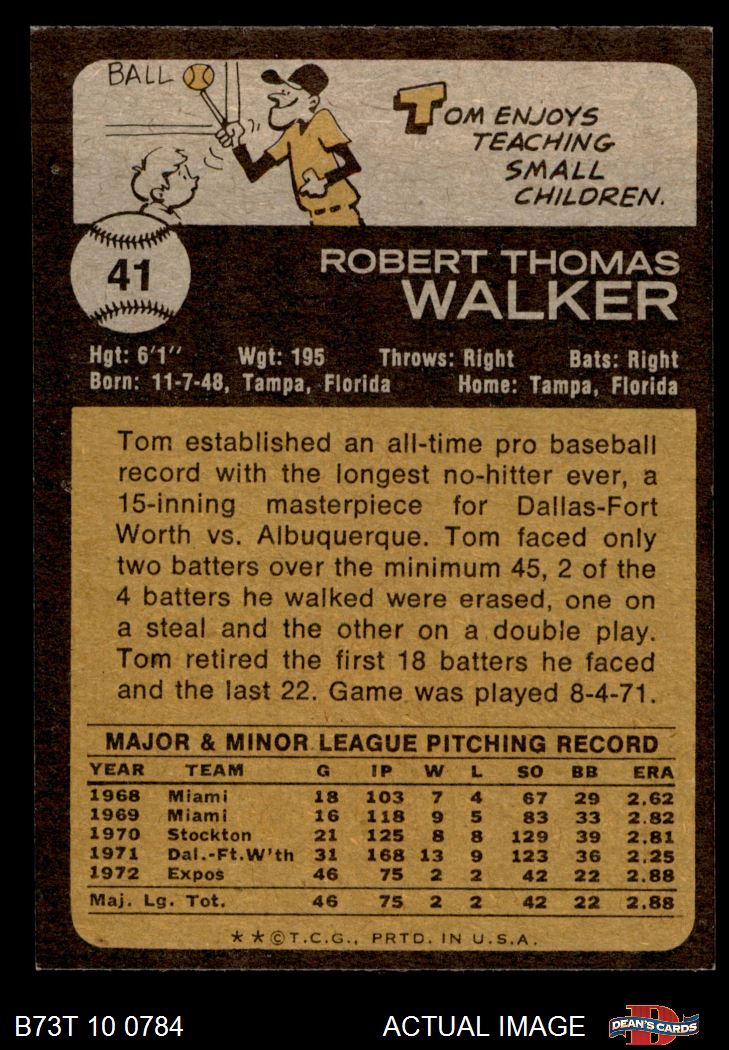 BALL
TOM ENJOYS
TEACHING
SMALL
CHILDREN.
41
ROBERT THOMAS
WALKER
Hgt: 6'1" Wgt: 195 Throws: Right Bats: Right
Born: 11-7-48, Tampa, Florida Home: Tampa, Florida
Tom established an all-time pro baseball
record with the longest no-hitter ever, a
15-inning masterpiece for Dallas-Fort
Worth vs. Albuquerque. Tom faced only
two batters over the minimum 45, 2 of the
4 batters he walked were erased, one on
a steal and the other on a double play.
Tom retired the first 18 batters he faced
and the last 22. Game was played 8-4-71.
MAJOR & MINOR LEAGUE PITCHING RECORD
YEAR TEAM G IP W L SO BB ERA
1968 Miami 18 103 7 4 67 29 2.62
1969 Miami 16 118 9 5 83 33 2.82
1970 Stockton 21 125 8 8 129 39 2.81
1971 Dal.-Ft.W'th 31 168 13 9 123 36 2.25
1972 Expos 46 75 2 2 42 22 2.88
Maj. Lg. Tot. 46 75 2 2 42 22 2.88
* * © T.C.G., PRTD. IN U.S.A.
B73T 10 0784 ACTUAL IMAGE DEAN'S CARDS